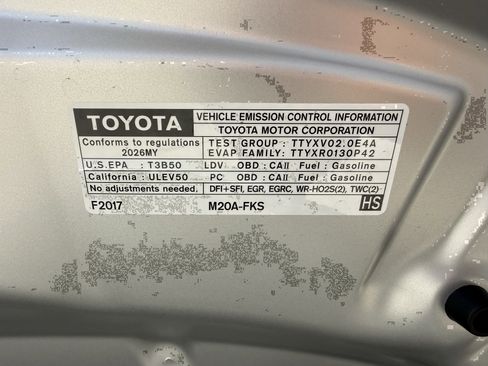 TOYOTA
VEHICLE EMISSION CONTROL INFORMATION
TOYOTA MOTOR CORPORATION
Conforms to regulations
2026MY
TEST GROUP : TTYXV02.0E4A
EVAP FAMILY: TTYXR0130P42
U.S.EPA : T3B50 LDV OBD : CAII Fuel : Gasoline
California : ULEV50 PC OBD : CAII Fuel : Gasoline
No adjustments needed. DFI+SFI, EGR, EGRC, WR-HO2S(2), TWC(2)
F2017 M20A-FKS HS